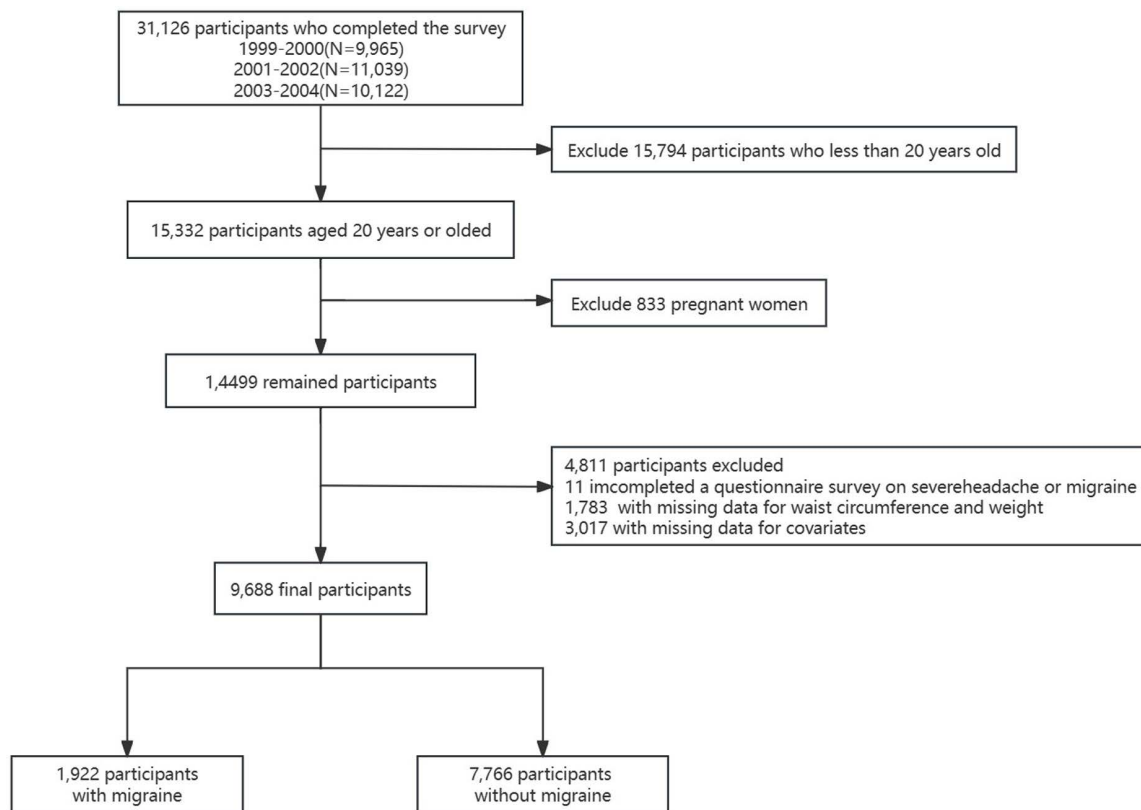 31,126 participants who completed the survey
1999-2000(N=9,965)
2001-2002(N=11,039)
2003-2004(N=10,122)
Exclude 15,794 participants who less than 20 years old
15,332 participants aged 20 years or olded
Exclude 833 pregnant women
1,4499 remained participants
4,811 participants excluded
11 imcompleted a questionnaire survey on severeheadache or migraine
1,783 with missing data for waist circumference and weight
3,017 with missing data for covariates
9,688 final participants
1,922 participants
with migraine
7,766 participants
without migraine